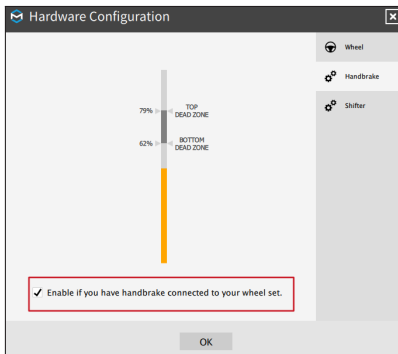 Hardware Configuration
Wheel
Handbrake
Shifter
79%
TOP
DEAD ZONE
62%
BOTTOM
DEAD ZONE
Enable if you have handbrake connected to your wheel set.
OK